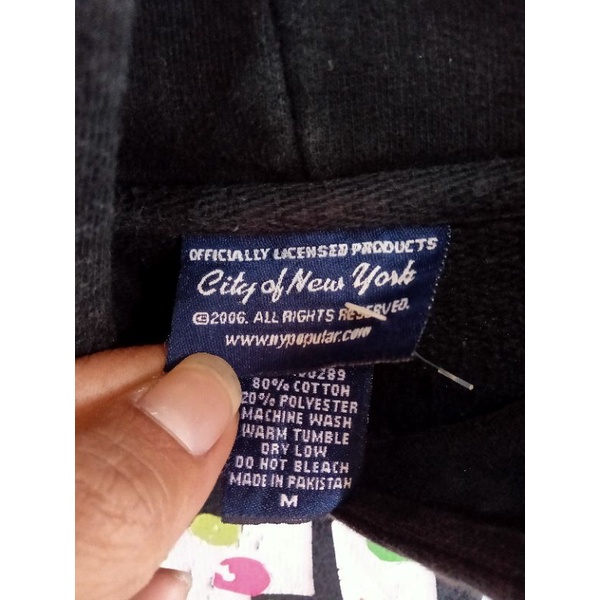 OFFICIALLY LICENSED PRODUCTS
City of New York
©2006. ALL RIGHTS RESERVED.
www.nypopular.com
80% COTTON
20% POLYESTER
MACHINE WASH
WARM TUMBLE
DRY LOW
DO NOT BLEACH
MADE IN PAKISTAN
M